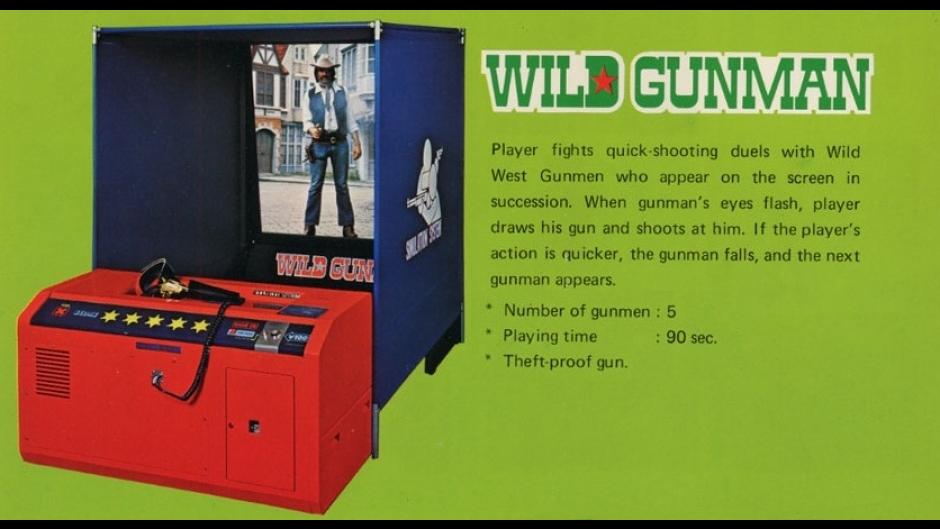 WILD GUNMAN
Player fights quick-shooting duels with Wild
West Gunmen who appear on the screen in
succession. When gunman's eyes flash, player
draws his gun and shoots at him. If the player's
action is quicker, the gunman falls, and the next
gunman appears.
* Number of gunmen : 5
* Playing time : 90 sec.
* Theft-proof gun.
SIMULATION SYSTEM
WILD GUN
¥100